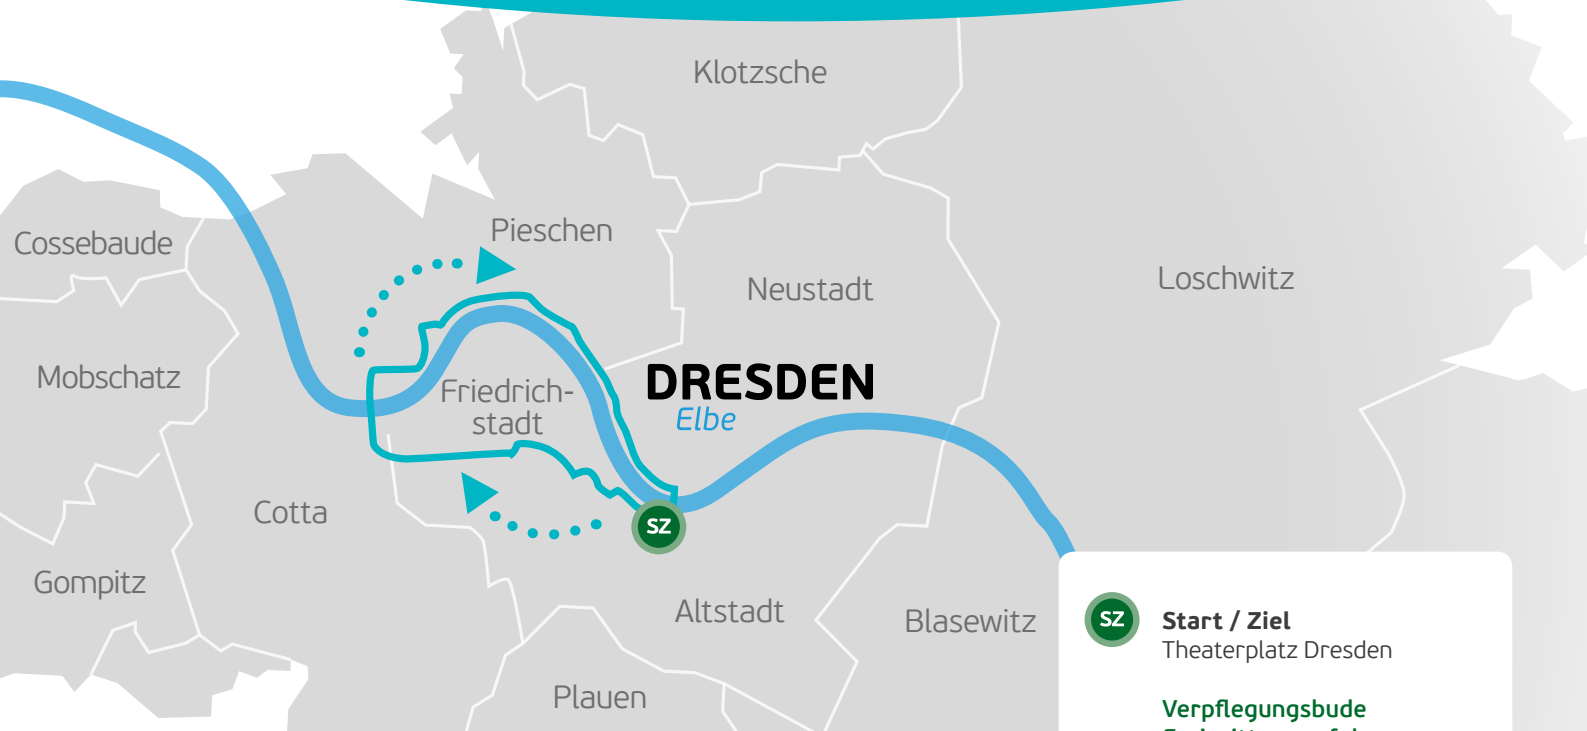 Klotzsche
Pieschen
Cossebaude
Loschwitz
Neustadt
Mobschatz
DRESDEN
Elbe
Friedrich-
stadt
Cotta
SZ
Gompitz
Altstadt
Blasewitz
Plauen
SZ
Start / Ziel
Theaterplatz Dresden
Verpflegungsbude